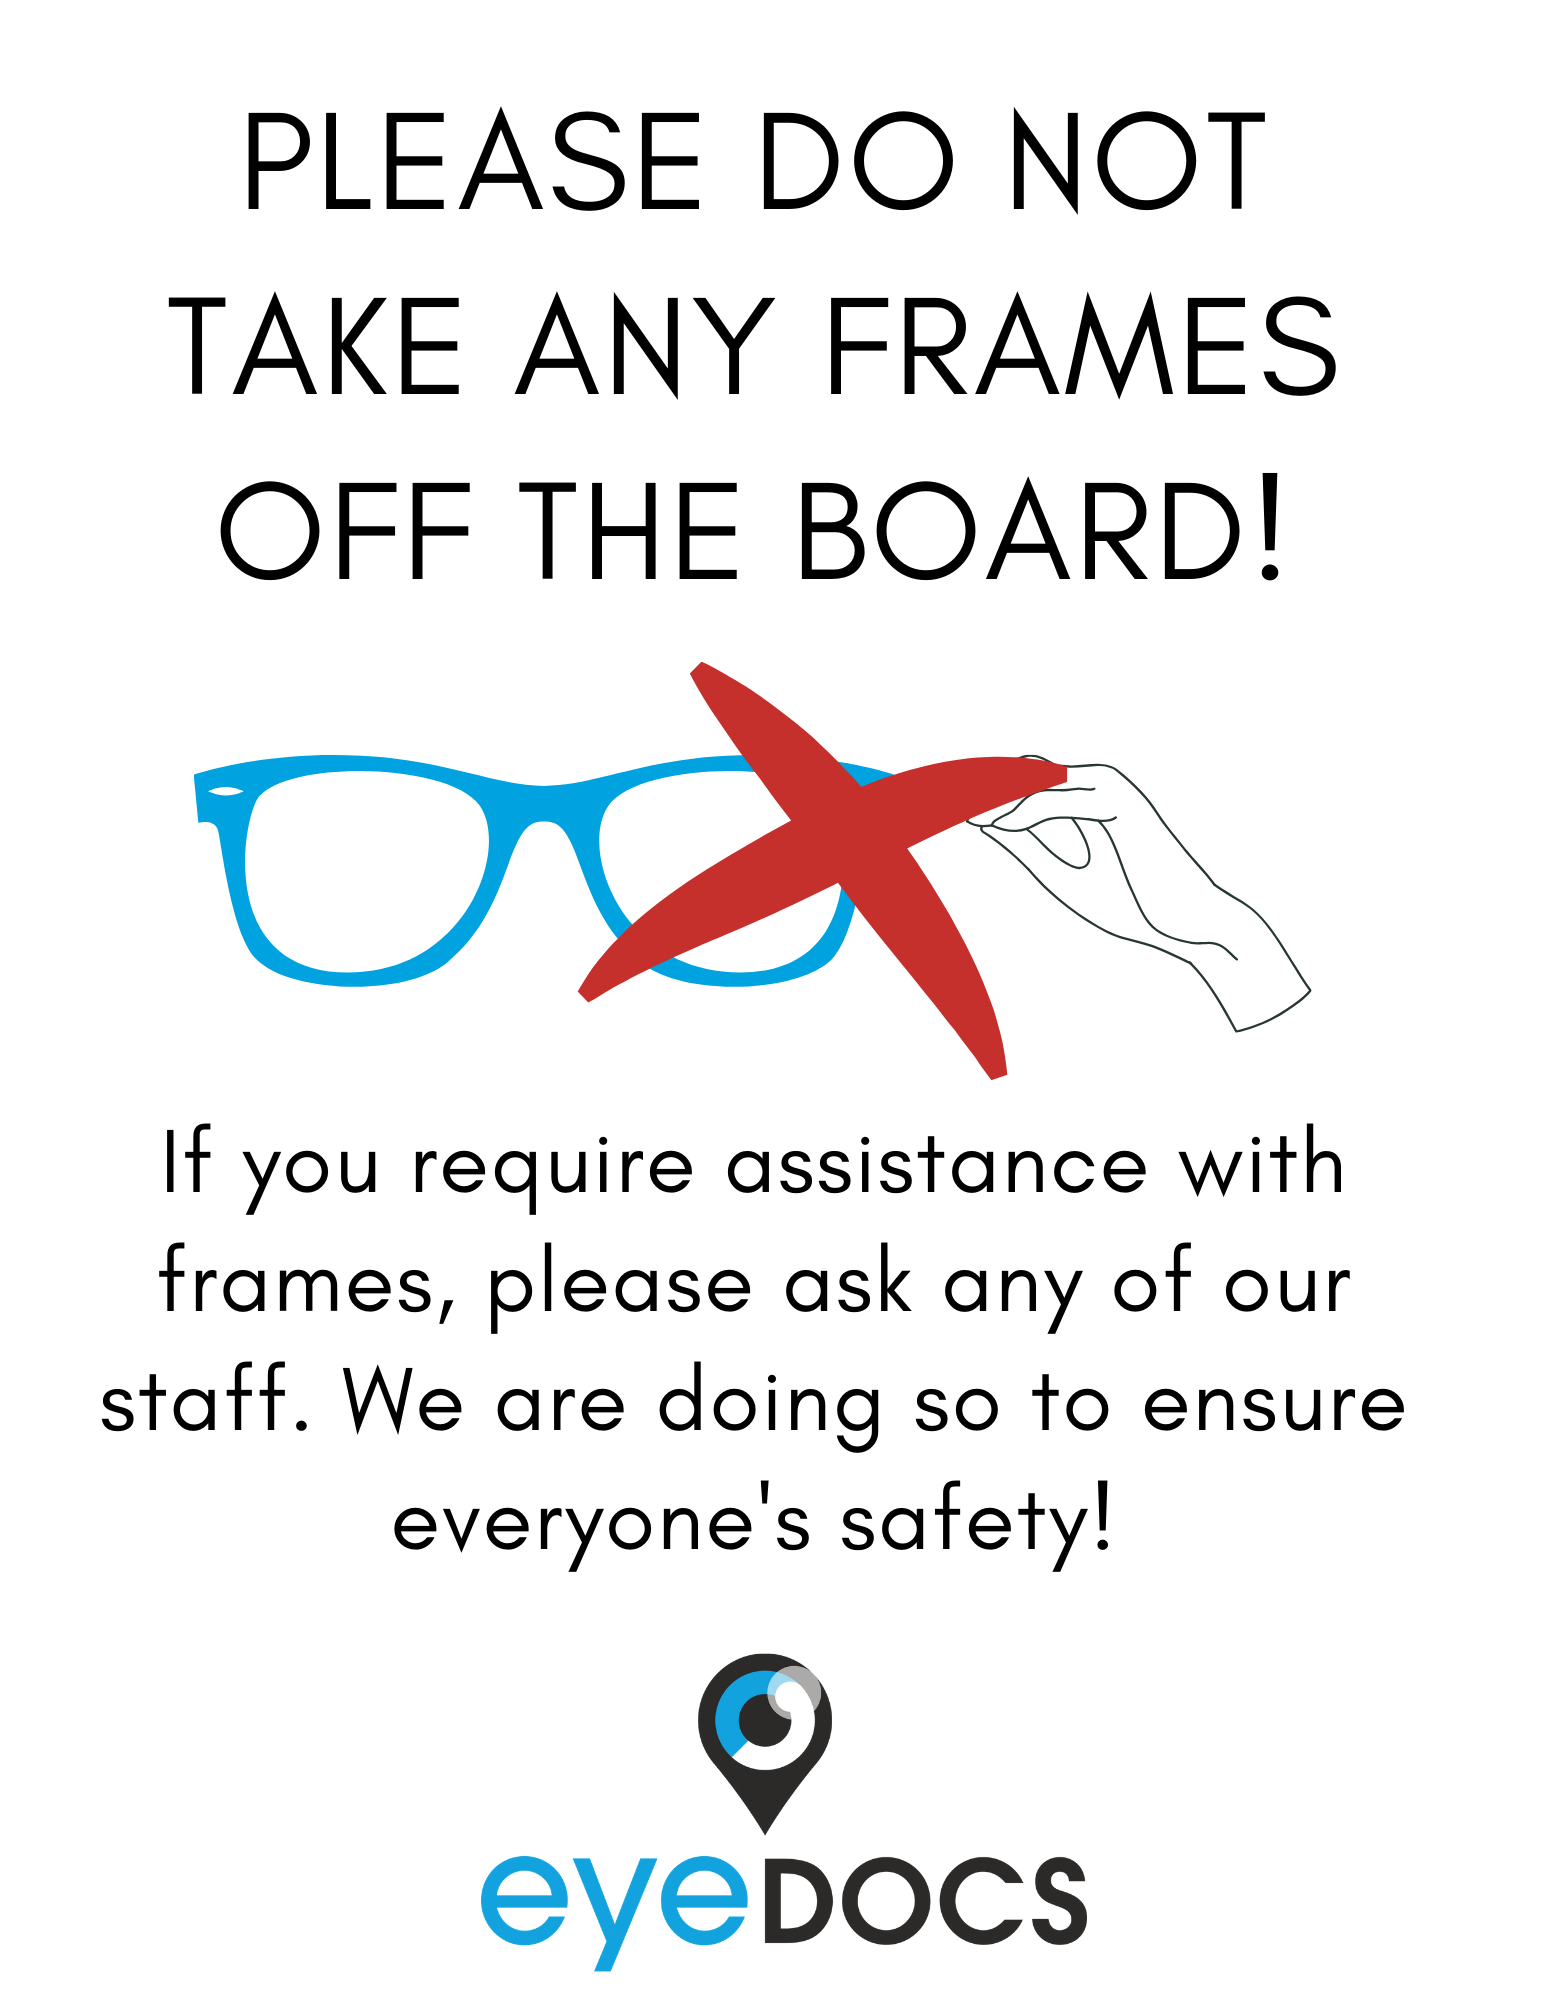 PLEASE DO NOT
TAKE ANY FRAMES
OFF THE BOARD!
If you require assistance with
frames, please ask any of our
staff. We are doing so to ensure
everyone's safety!
eyeDOCS